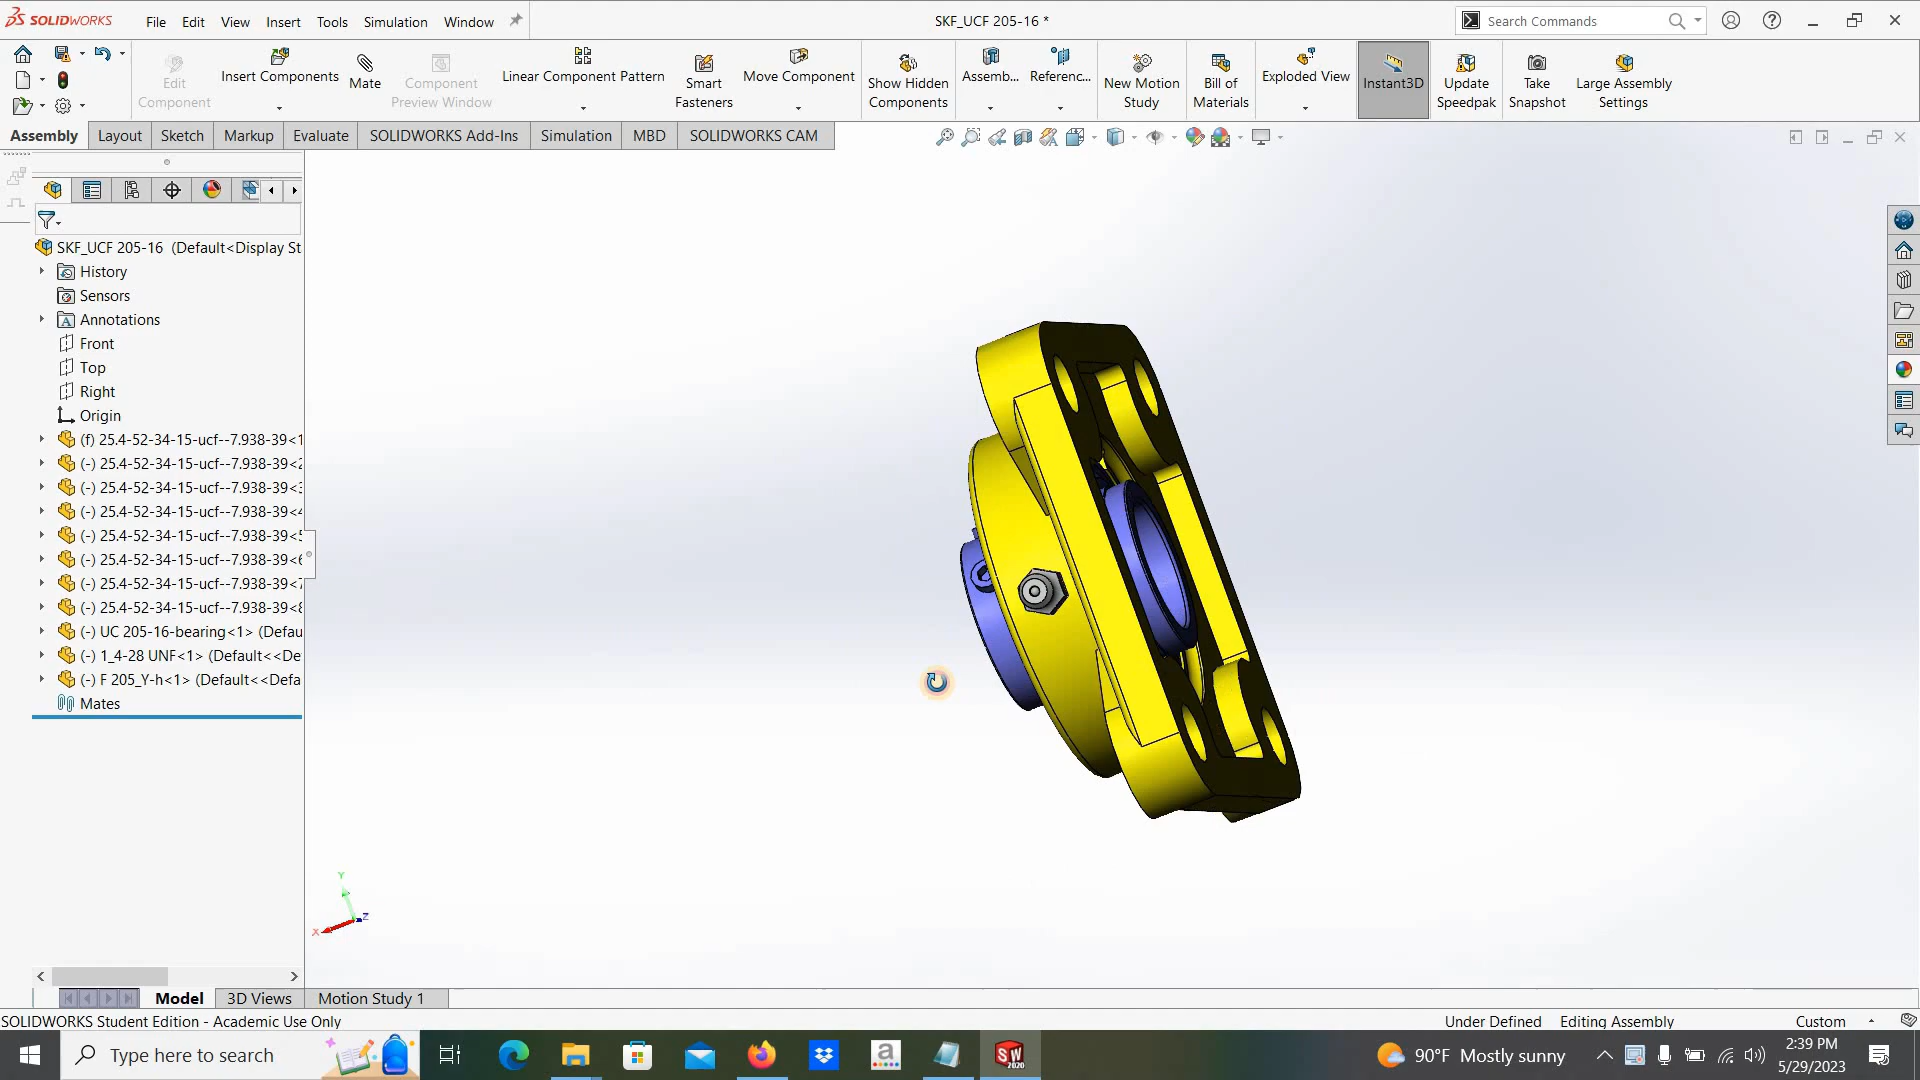 SOLIDWORKS File Edit View Insert Tools Simulation Window SKF_UCF 205-16 * Search Commands
Edit Component
Insert Components
Mate
Component Preview Window
Linear Component Pattern
Smart Fasteners
Move Component
Show Hidden Components
Assemb...
Referenc...
New Motion Study
Bill of Materials
Exploded View
Instant3D
Update Speedpak
Take Snapshot
Large Assembly Settings
Assembly Layout Sketch Markup Evaluate SOLIDWORKS Add-Ins Simulation MBD SOLIDWORKS CAM
SKF_UCF 205-16 (Default<Display St
History
Sensors
Annotations
Front
Top
Right
Origin
(f) 25.4-52-34-15-ucf--7.938-39<1
(-) 25.4-52-34-15-ucf--7.938-39<2
(-) 25.4-52-34-15-ucf--7.938-39<3
(-) 25.4-52-34-15-ucf--7.938-39<4
(-) 25.4-52-34-15-ucf--7.938-39<5
(-) 25.4-52-34-15-ucf--7.938-39<6
(-) 25.4-52-34-15-ucf--7.938-39<7
(-) 25.4-52-34-15-ucf--7.938-39<8
(-) UC 205-16-bearing<1> (Defau
(-) 1_4-28 UNF<1> (Default<<De
(-) F 205_Y-h<1> (Default<<Defa
Mates
Y
Z
X
Model 3D Views Motion Study 1
SOLIDWORKS Student Edition - Academic Use Only Under Defined Editing Assembly Custom
Type here to search
a
SW 2020
90°F Mostly sunny
2:39 PM
5/29/2023